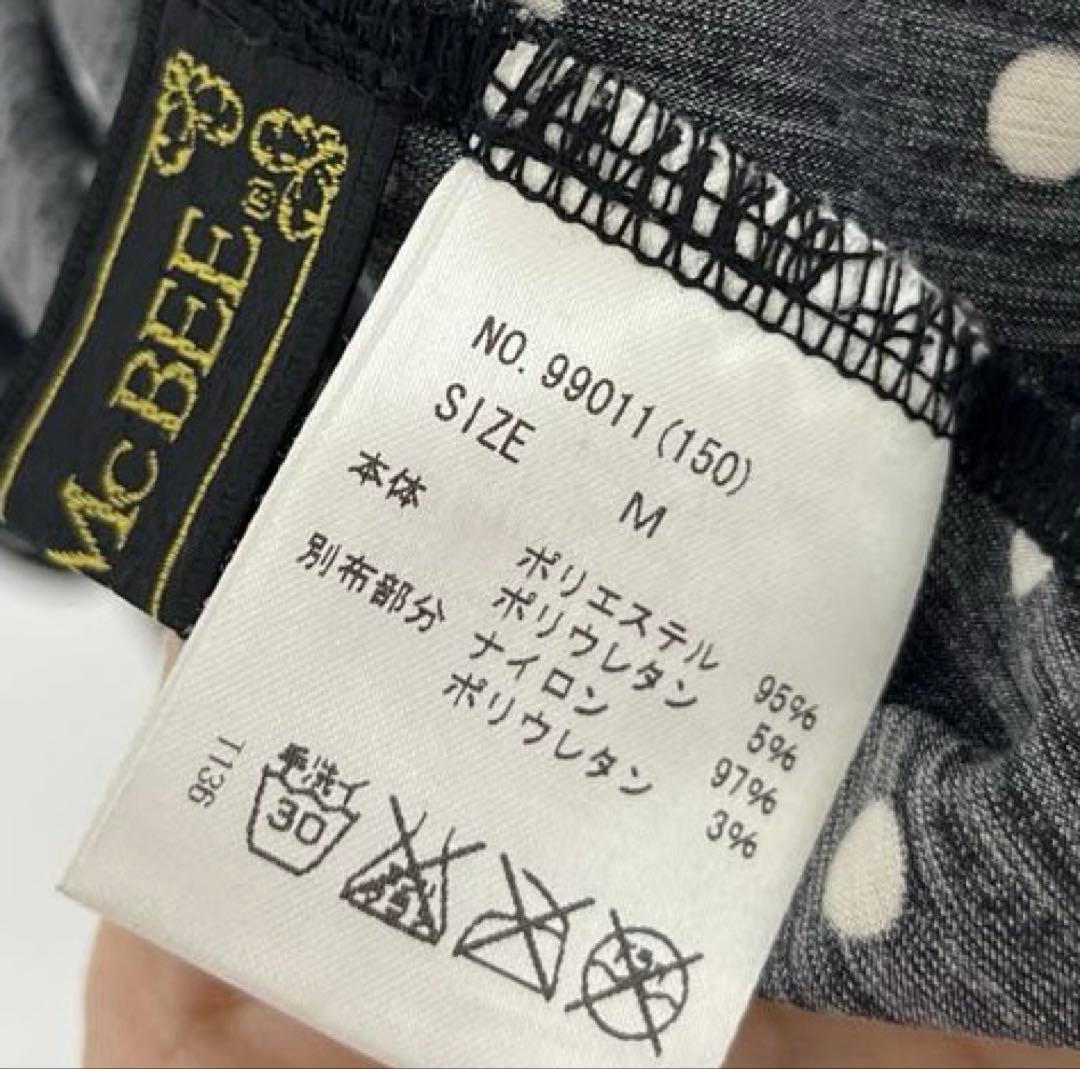 McBEE
NO. 99011(150)
SIZE M
本体 ポリエステル 95%
ポリウレタン 5%
別布部分 ナイロン 97%
ポリウレタン 3%
T136
手洗イ
30